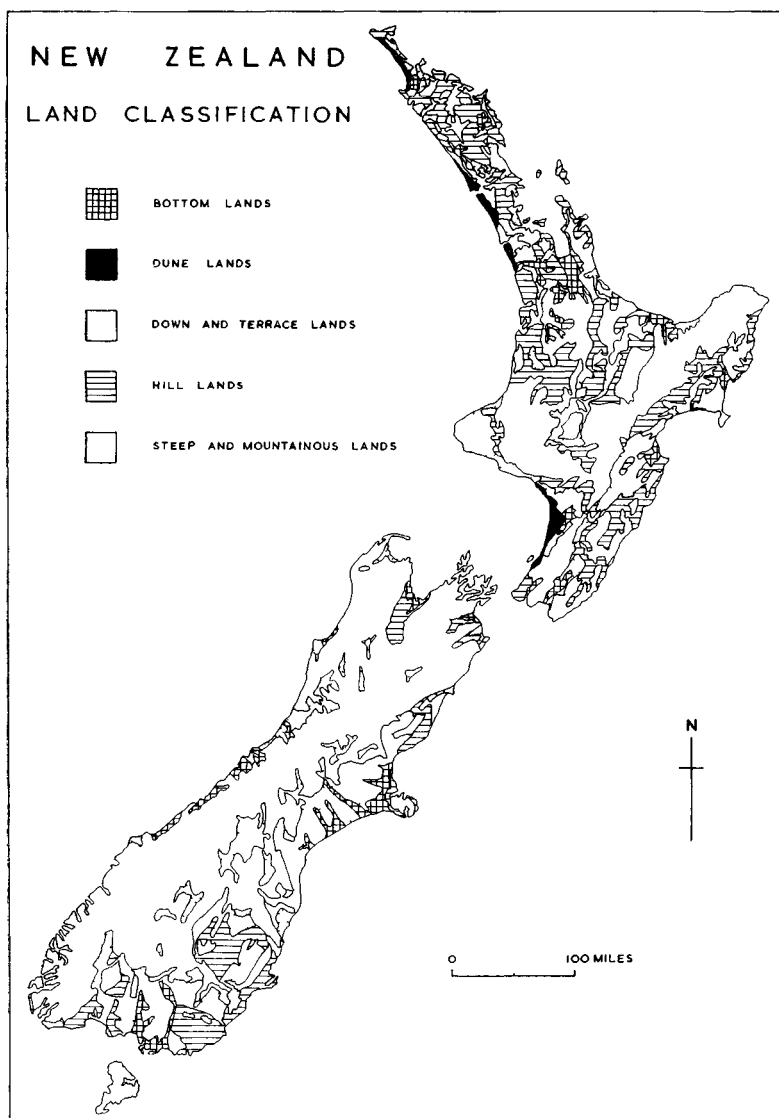 NEW ZEALAND
LAND CLASSIFICATION
BOTTOM LANDS
DUNE LANDS
DOWN AND TERRACE LANDS
HILL LANDS
STEEP AND MOUNTAINOUS LANDS
N
0 100 MILES